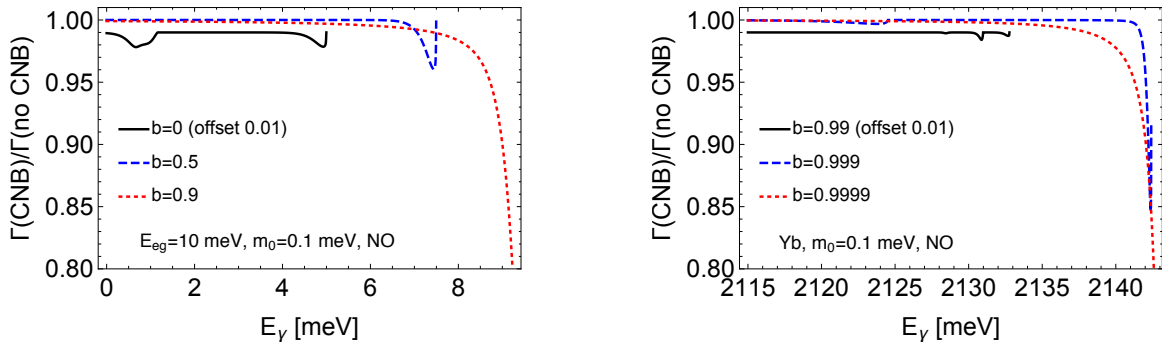 Γ(CNB)/Γ(no CNB)
1.00
0.95
0.90
0.85
0.80
b=0 (offset 0.01)
b=0.5
b=0.9
E_eg=10 meV, m_0=0.1 meV, NO
0 2 4 6 8
E_γ [meV]
Γ(CNB)/Γ(no CNB)
1.00
0.95
0.90
0.85
0.80
b=0.99 (offset 0.01)
b=0.999
b=0.9999
Yb, m_0=0.1 meV, NO
2115 2120 2125 2130 2135 2140
E_γ [meV]